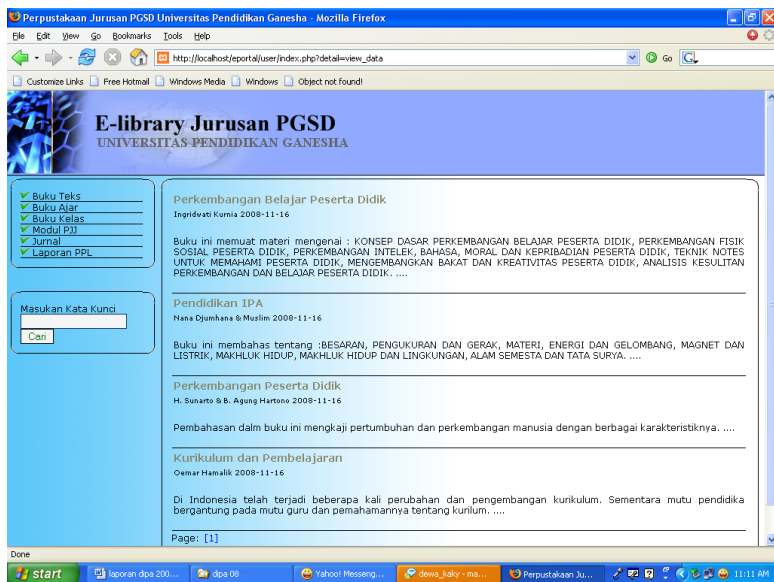 Perpustakaan Jurusan PGSD Universitas Pendidikan Ganesha - Mozilla Firefox
File Edit View Go Bookmarks Tools Help
http://localhost/eportal/user/index.php?detail=view_data
Go
G
Customize Links Free Hotmail Windows Media Windows Object not found!
E-library Jurusan PGSD
UNIVERSITAS PENDIDIKAN GANESHA
Buku Teks
Buku Ajar
Buku Kelas
Modul PJJ
Jurnal
Laporan PPL
Masukan Kata Kunci
Cari
Perkembangan Belajar Peserta Didik
Ingridwati Kurnia 2008-11-16
Buku ini memuat materi mengenai : KONSEP DASAR PERKEMBANGAN BELAJAR PESERTA DIDIK, PERKEMBANGAN FISIK
SOSIAL PESERTA DIDIK, PERKEMBANGAN INTELEK, BAHASA, MORAL DAN KEPRIBADIAN PESERTA DIDIK, TEKNIK NOTES
UNTUK MEMAHAMI PESERTA DIDIK, MENGEMBANGKAN BAKAT DAN KREATIVITAS PESERTA DIDIK, ANALISIS KESULITAN
PERKEMBANGAN DAN BELAJAR PESERTA DIDIK. ....
Pendidikan IPA
Nana Djumhana & Muslim 2008-11-16
Buku ini membahas tentang :BESARAN, PENGUKURAN DAN GERAK, MATERI, ENERGI DAN GELOMBANG, MAGNET DAN
LISTRIK, MAKHLUK HIDUP, MAKHLUK HIDUP DAN LINGKUNGAN, ALAM SEMESTA DAN TATA SURYA. ....
Perkembangan Peserta Didik
H. Sunarto & B. Agung Hartono 2008-11-16
Pembahasan dalm buku ini mengkaji pertumbuhan dan perkembangan manusia dengan berbagai karakteristiknya. ....
Kurikulum dan Pembelajaran
Oemar Hamalik 2008-11-16
Di Indonesia telah terjadi beberapa kali perubahan dan pengembangan kurikulum. Sementara mutu pendidika
bergantung pada mutu guru dan pemahamannya tentang kurilum. ....
Page: [1]
Done
start laporan dipa 200... dipa 08 Yahoo! Messeng... dewa_kaky - ma... Perpustakaan Ju... 11:11 AM